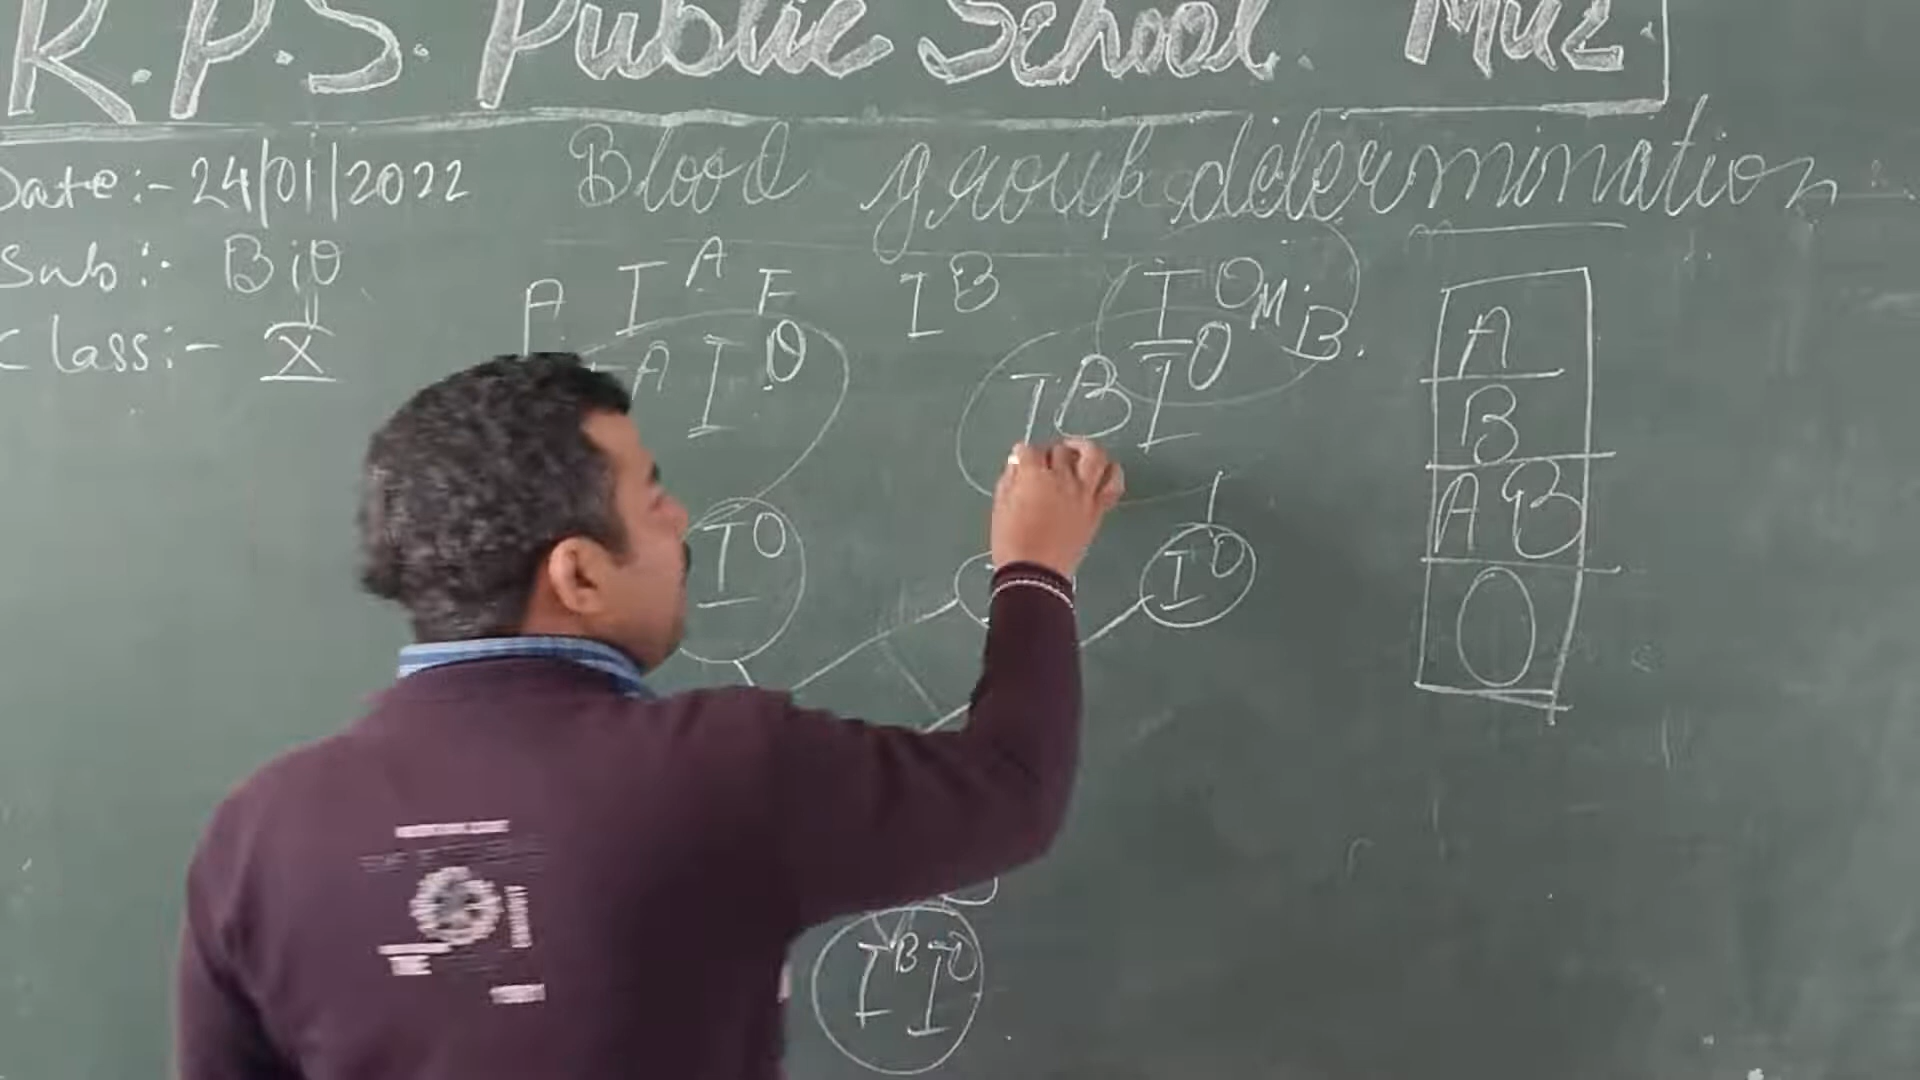 R.P.S. Public School. Muz.
Date:- 24/01/2022 Blood group determination
Sub:- Bio
Class:- X
A I^A F I^B I^O M. B.
I^A I^O I^B I^O
I^O I^O
I^B I^O
A
B
AB
O